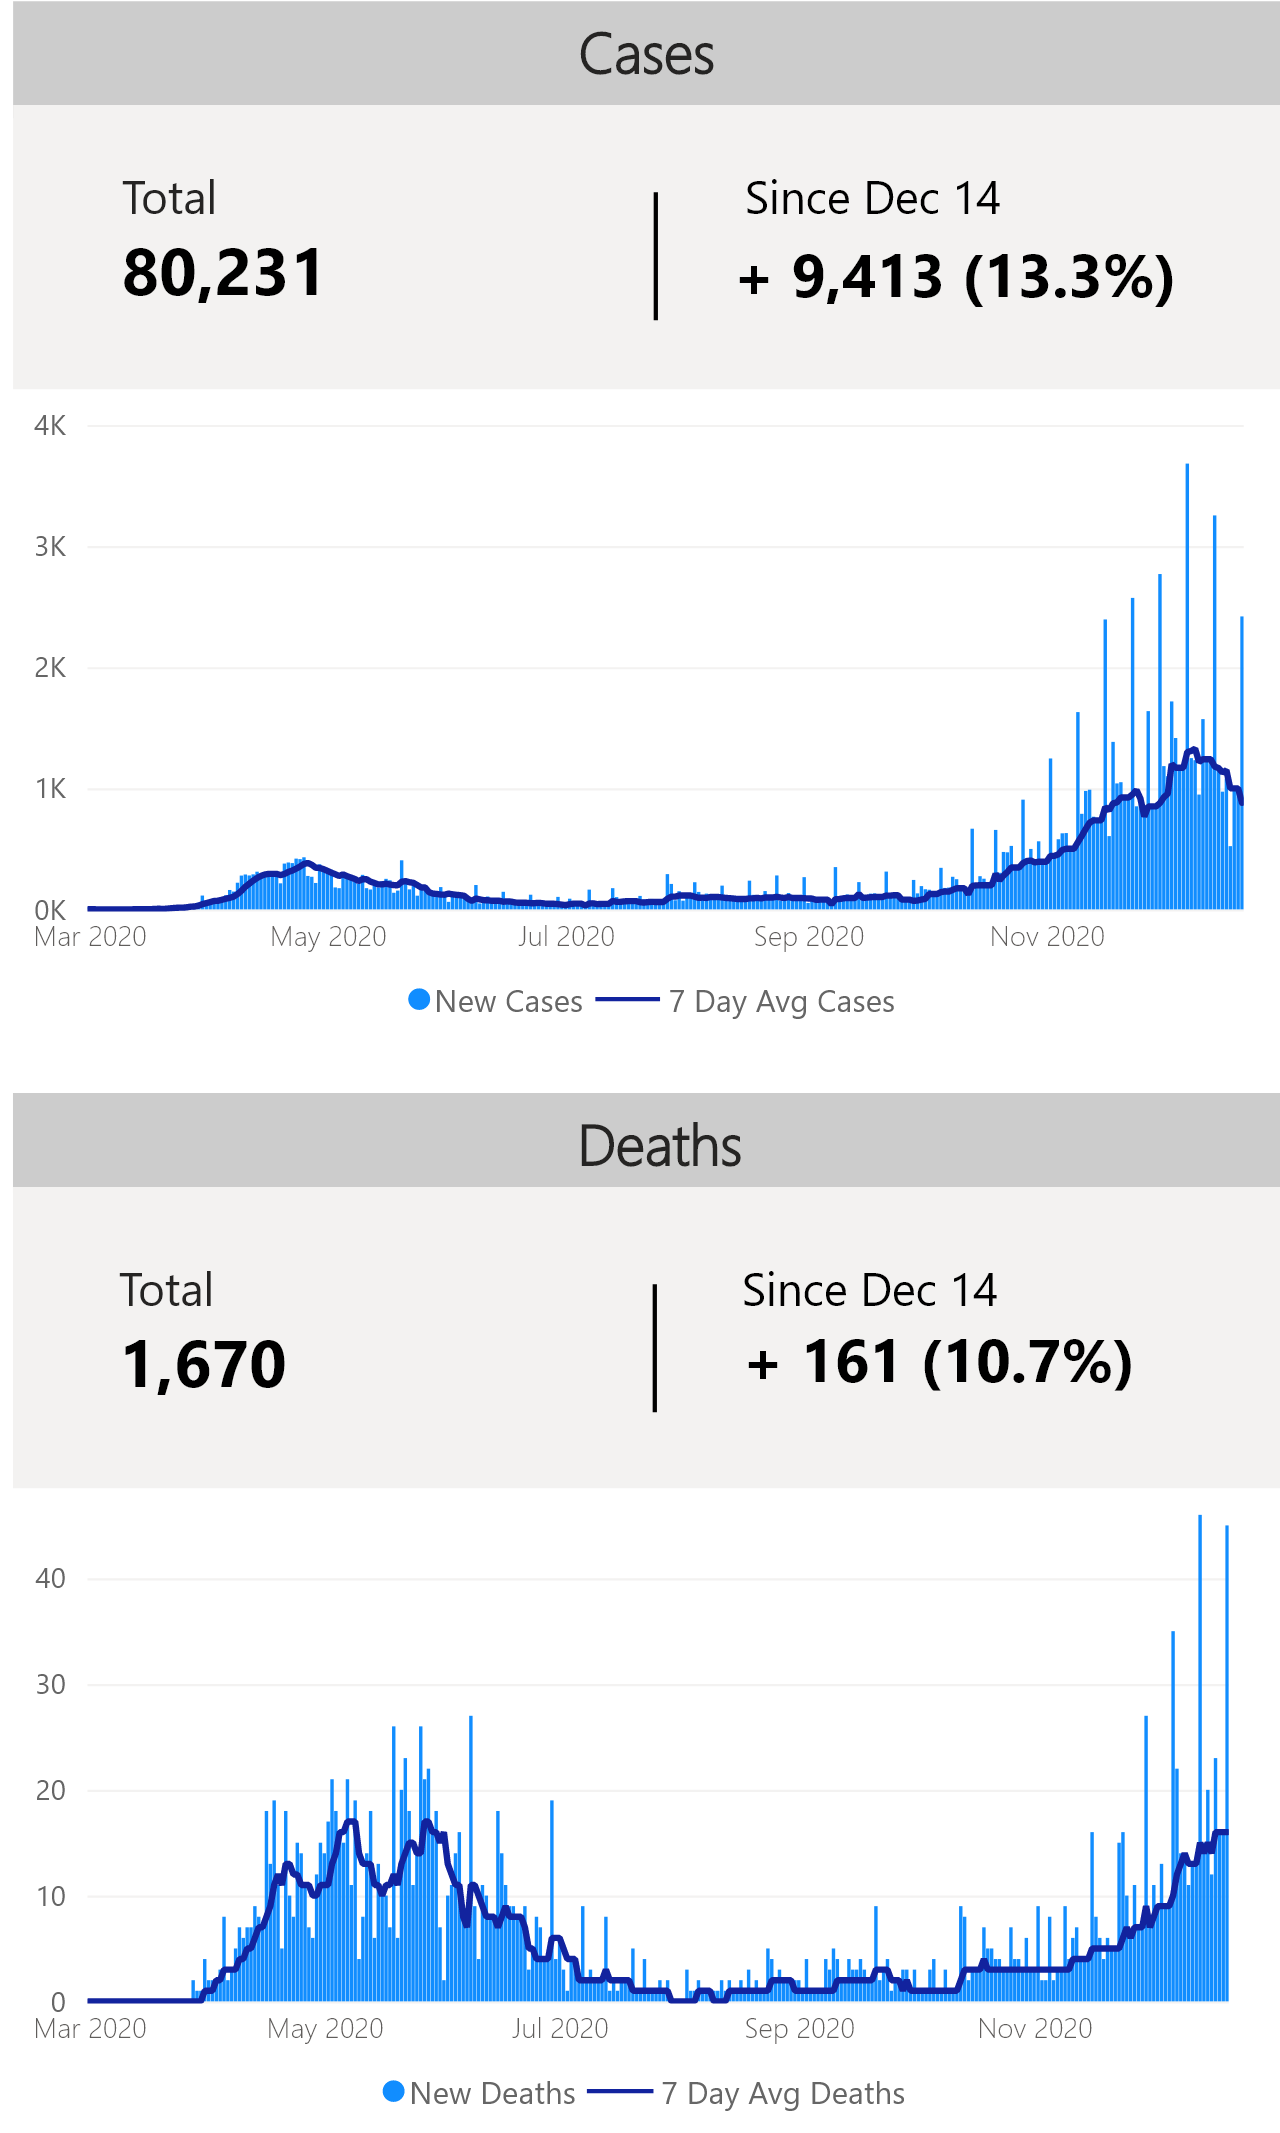 Cases
Total
Since Dec 14
80,231
+ 9,413 (13.3%)
4K
3K
2K
1K
0K
Mar 2020 May 2020 Jul 2020 Sep 2020 Nov 2020
New Cases 7 Day Avg Cases
Deaths
Total
Since Dec 14
1,670
+ 161 (10.7%)
40
30
20
10
0
Mar 2020 May 2020 Jul 2020 Sep 2020 Nov 2020
New Deaths 7 Day Avg Deaths